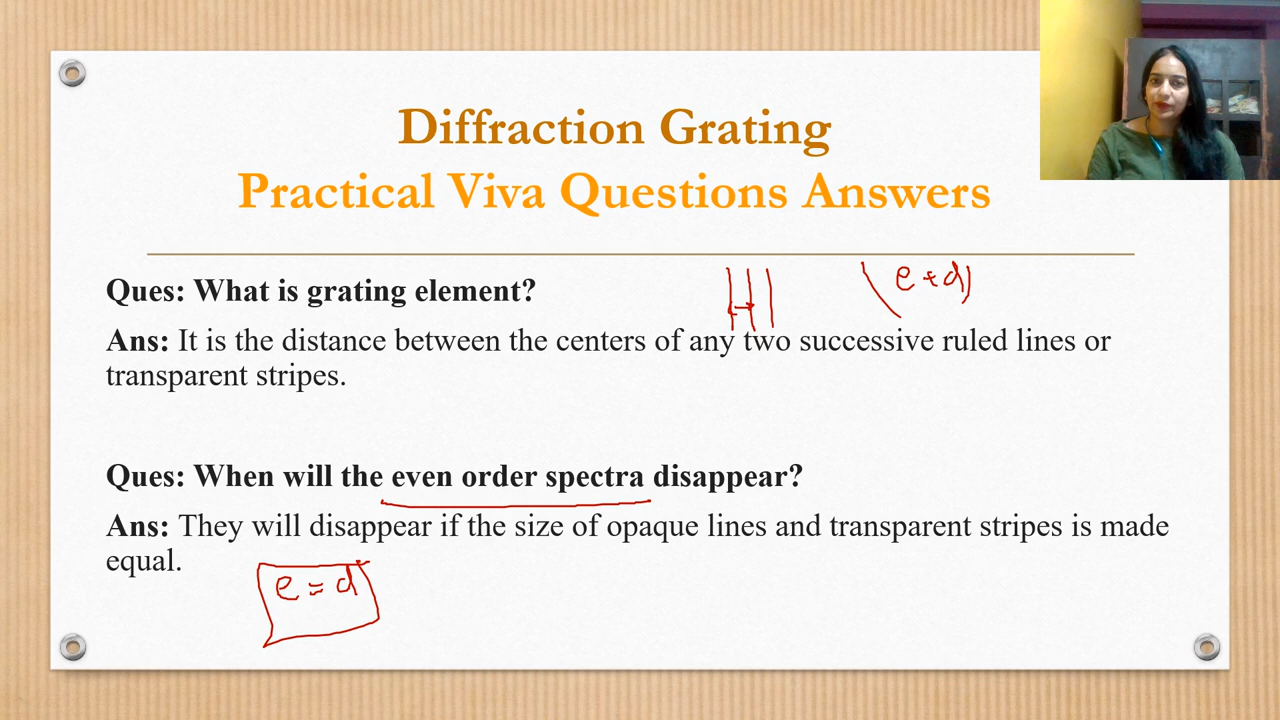 Diffraction Grating
Practical Viva Questions Answers
Ques: What is grating element?
(e+d)
Ans: It is the distance between the centers of any two successive ruled lines or
transparent stripes.
Ques: When will the even order spectra disappear?
Ans: They will disappear if the size of opaque lines and transparent stripes is made
equal.
e = d